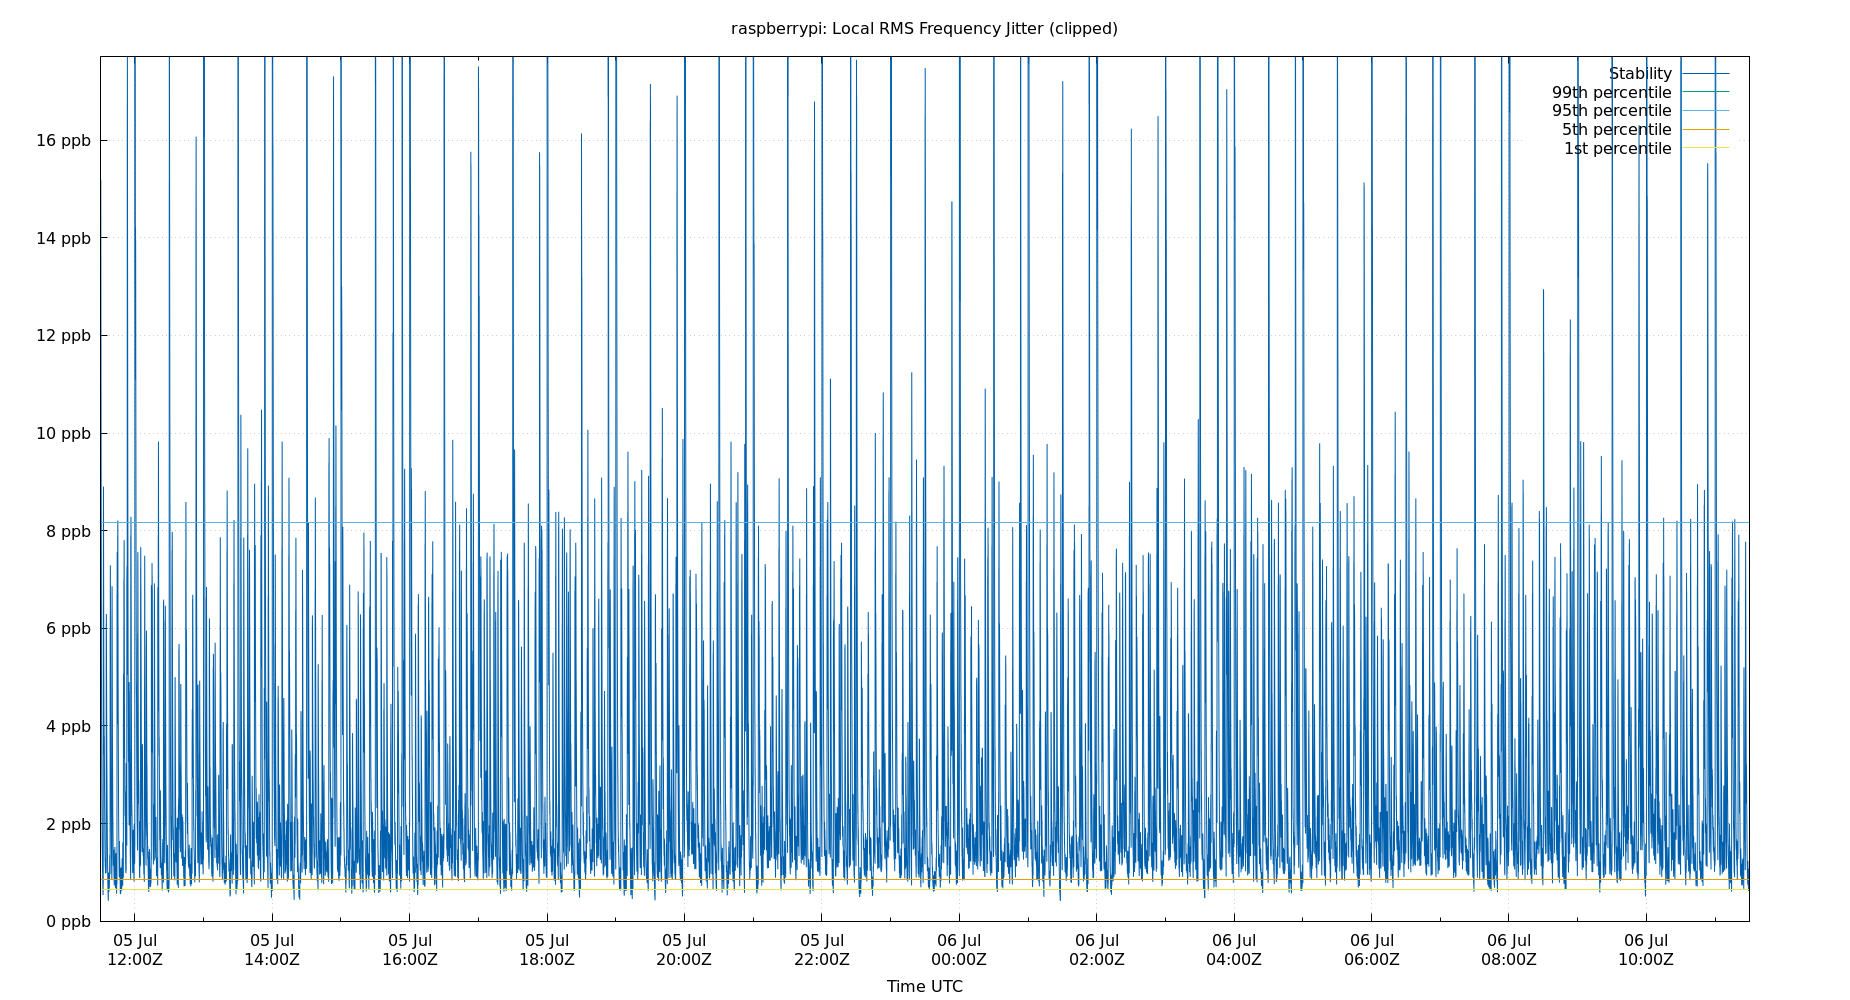 raspberrypi: Local RMS Frequency Jitter (clipped)
Stability
99th percentile
95th percentile
5th percentile
1st percentile
16 ppb
14 ppb
12 ppb
10 ppb
8 ppb
6 ppb
4 ppb
2 ppb
0 ppb
05 Jul 05 Jul 05 Jul 05 Jul 05 Jul 05 Jul 06 Jul 06 Jul 06 Jul 06 Jul 06 Jul 06 Jul
12:00Z 14:00Z 16:00Z 18:00Z 20:00Z 22:00Z 00:00Z 02:00Z 04:00Z 06:00Z 08:00Z 10:00Z
Time UTC